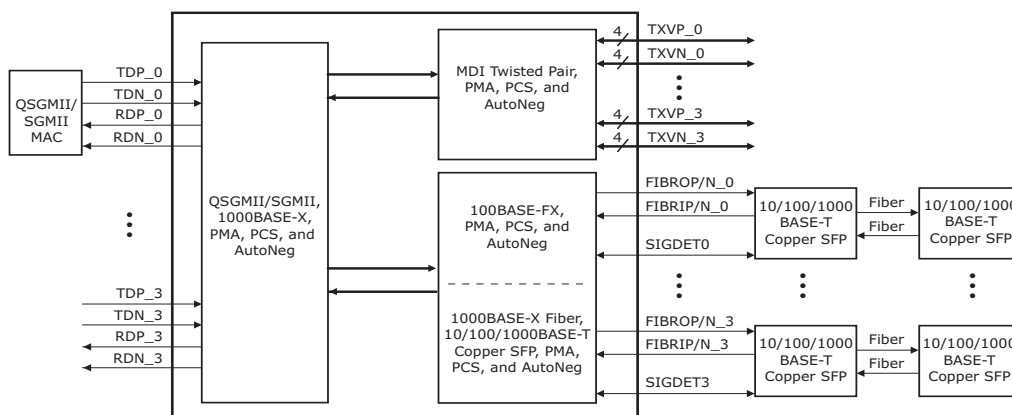 QSGMII/
SGMII
MAC
TDP_0
TDN_0
RDP_0
RDN_0
TDP_3
TDN_3
RDP_3
RDN_3
QSGMII/SGMII,
1000BASE-X,
PMA, PCS, and
AutoNeg
MDI Twisted Pair,
PMA, PCS, and
AutoNeg
4
TXVP_0
4
TXVN_0
4
TXVP_3
4
TXVN_3
100BASE-FX,
PMA, PCS, and
AutoNeg
1000BASE-X Fiber,
10/100/1000BASE-T
Copper SFP, PMA,
PCS, and AutoNeg
FIBROP/N_0
FIBRIP/N_0
SIGDET0
10/100/1000
BASE-T
Copper SFP
Fiber
Fiber
10/100/1000
BASE-T
Copper SFP
FIBROP/N_3
FIBRIP/N_3
SIGDET3
10/100/1000
BASE-T
Copper SFP
Fiber
Fiber
10/100/1000
BASE-T
Copper SFP